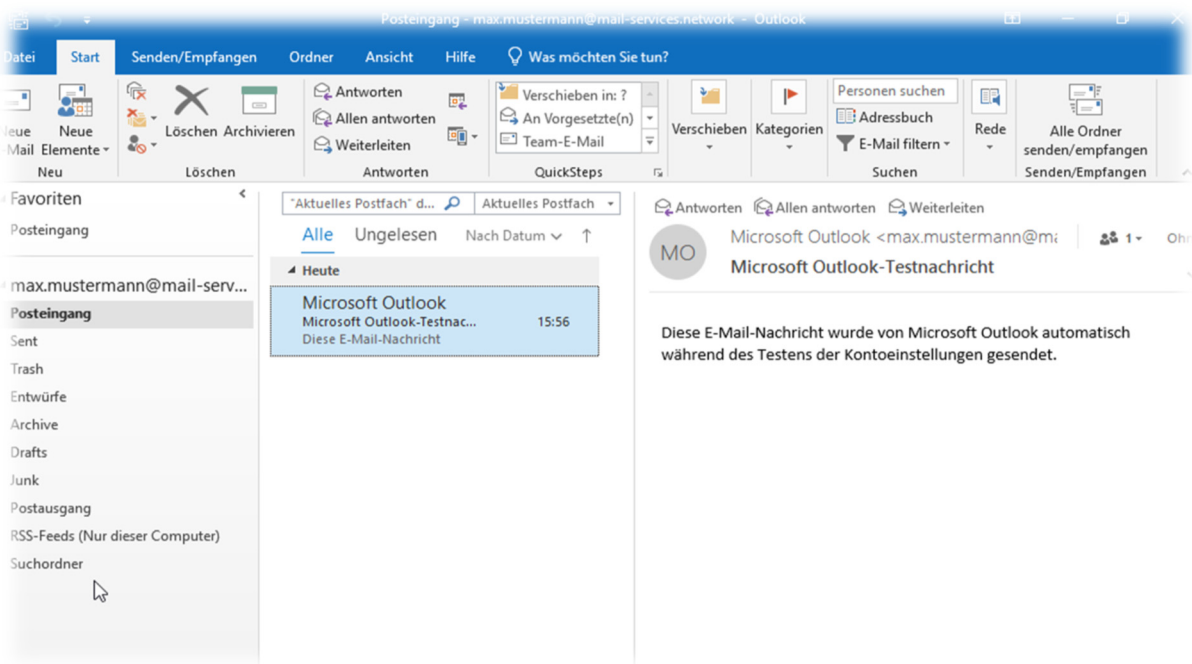 Posteingang - max.mustermann@mail-services.network - Outlook
Datei Start Senden/Empfangen Ordner Ansicht Hilfe Was möchten Sie tun?
Neue Mail
Neue Elemente
Neu
Löschen Archivieren
Löschen
Antworten
Allen antworten
Weiterleiten
Antworten
Verschieben in: ?
An Vorgesetzte(n)
Team-E-Mail
QuickSteps
Verschieben
Kategorien
Personen suchen
Adressbuch
E-Mail filtern
Suchen
Rede
Alle Ordner
senden/empfangen
Senden/Empfangen
Favoriten
Posteingang
max.mustermann@mail-serv...
Posteingang
Sent
Trash
Entwürfe
Archive
Drafts
Junk
Postausgang
RSS-Feeds (Nur dieser Computer)
Suchordner
"Aktuelles Postfach" d... Aktuelles Postfach
Alle Ungelesen Nach Datum
Heute
Microsoft Outlook
Microsoft Outlook-Testnac... 15:56
Diese E-Mail-Nachricht
Antworten Allen antworten Weiterleiten
MO
Microsoft Outlook <max.mustermann@ma 1
Microsoft Outlook-Testnachricht
Diese E-Mail-Nachricht wurde von Microsoft Outlook automatisch
während des Testens der Kontoeinstellungen gesendet.